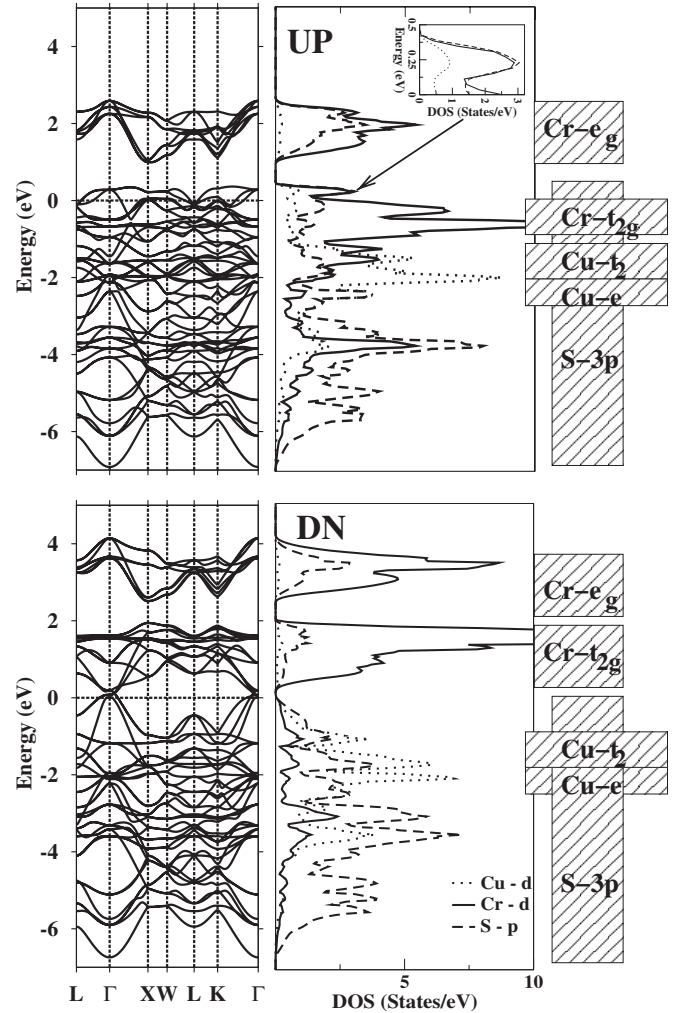 UP
0.5
0.25
0
Energy (eV)
0 1 2 3
DOS (States/eV)
4
2
0
-2
-4
-6
Energy (eV)
Cr-e g
Cr-t 2g
Cu-t 2
Cu-e
S-3p
DN
4
2
0
-2
-4
-6
Energy (eV)
Cr-e g
Cr-t 2g
Cu-t 2
Cu-e
S-3p
Cu - d
Cr - d
S - p
L Γ X W L K Γ
5 10
DOS (States/eV)